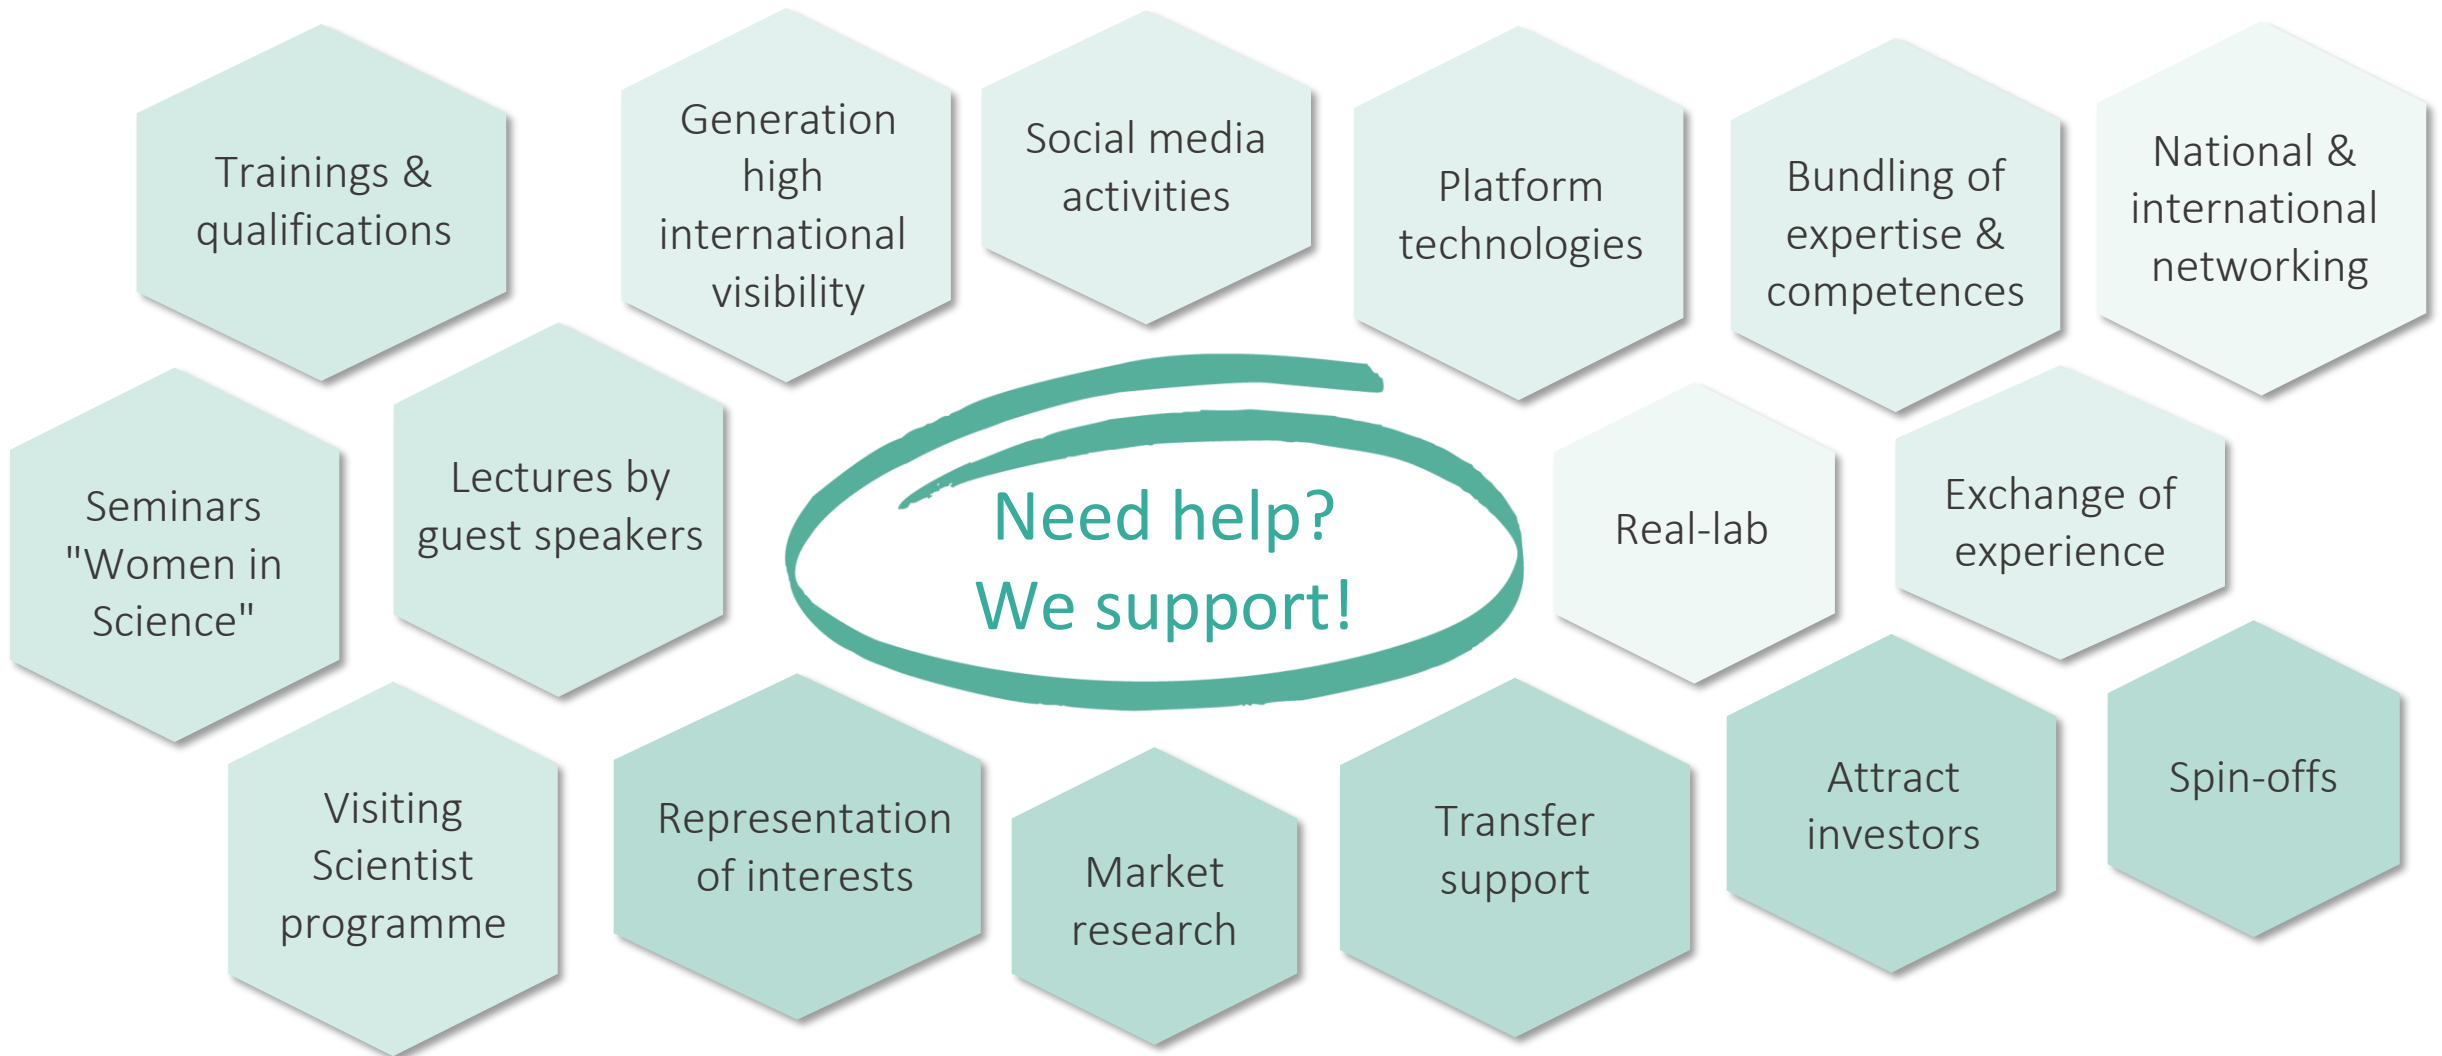 Trainings &
qualifications
Generation
high
international
visibility
Social media
activities
Platform
technologies
Bundling of
expertise &
competences
National &
international
networking
Seminars
"Women in
Science"
Lectures by
guest speakers
Need help?
We support!
Real-lab
Exchange of
experience
Visiting
Scientist
programme
Representation
of interests
Market
research
Transfer
support
Attract
investors
Spin-offs